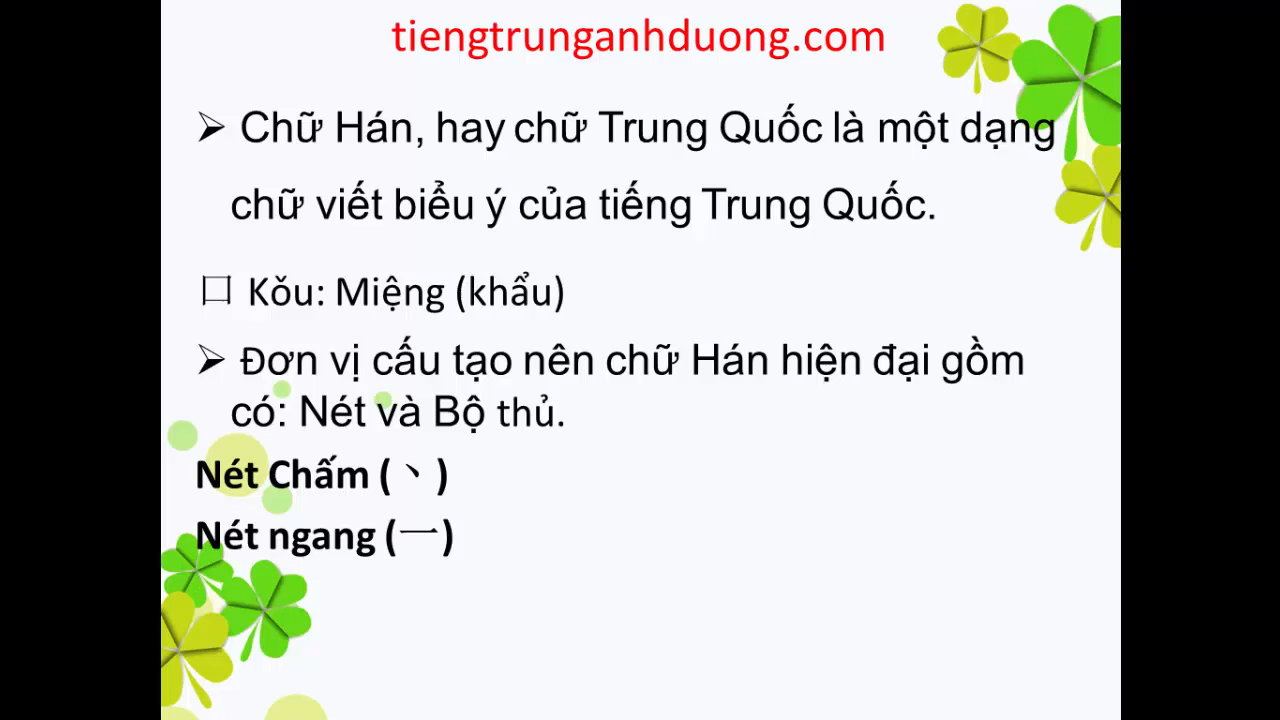 tiengtrunganhduong.com
➢ Chữ Hán, hay chữ Trung Quốc là một dạng
chữ viết biểu ý của tiếng Trung Quốc.
口 Kǒu: Miệng (khẩu)
➢ Đơn vị cấu tạo nên chữ Hán hiện đại gồm
có: Nét và Bộ thủ.
Nét Chấm (丶)
Nét ngang (一)